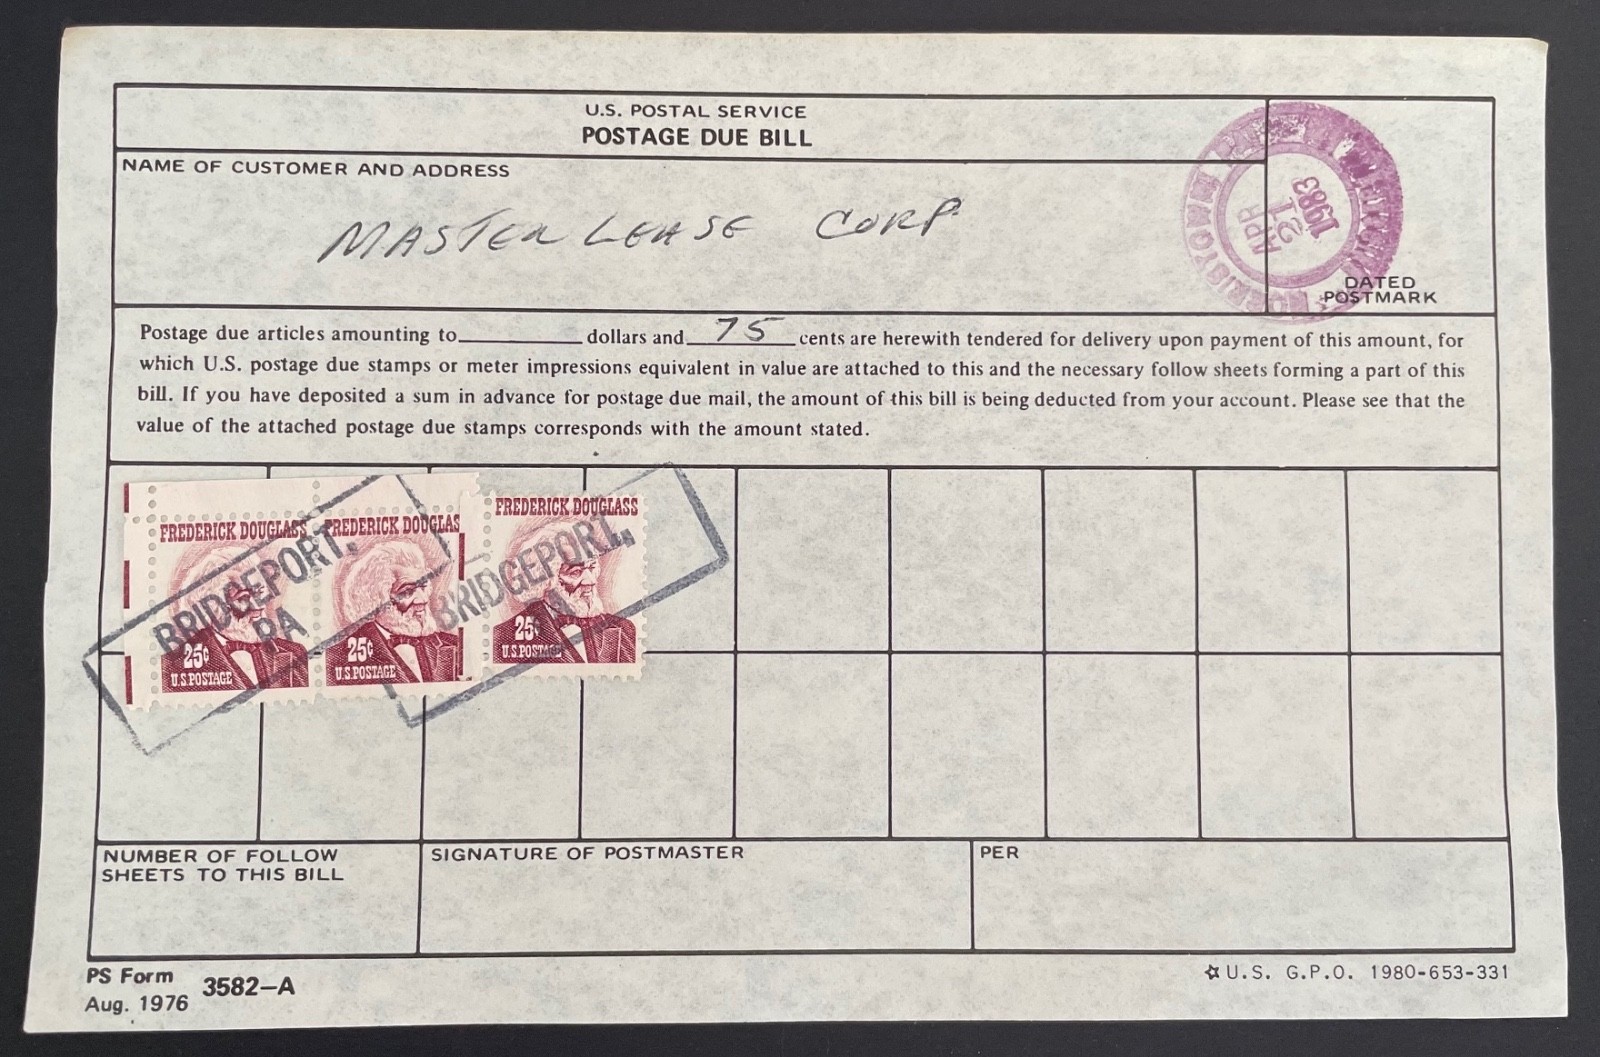 U.S. POSTAL SERVICE
POSTAGE DUE BILL
NAME OF CUSTOMER AND ADDRESS
MASTER LEASE CORP
APR
21
1983
DATED
POSTMARK
Postage due articles amounting to________ dollars and 75 cents are herewith tendered for delivery upon payment of this amount, for
which U.S. postage due stamps or meter impressions equivalent in value are attached to this and the necessary follow sheets forming a part of this
bill. If you have deposited a sum in advance for postage due mail, the amount of this bill is being deducted from your account. Please see that the
value of the attached postage due stamps corresponds with the amount stated.
FREDERICK DOUGLASS
25¢
U.S.POSTAGE
FREDERICK DOUGLAS
25¢
U.S.POSTAGE
FREDERICK DOUGLASS
25¢
U.S.POSTAGE
BRIDGEPORT,
PA
BRIDGEPORT,
PA
NUMBER OF FOLLOW
SHEETS TO THIS BILL
SIGNATURE OF POSTMASTER
PER
PS Form
Aug. 1976
3582-A
☆U.S. G.P.O. 1980-653-331